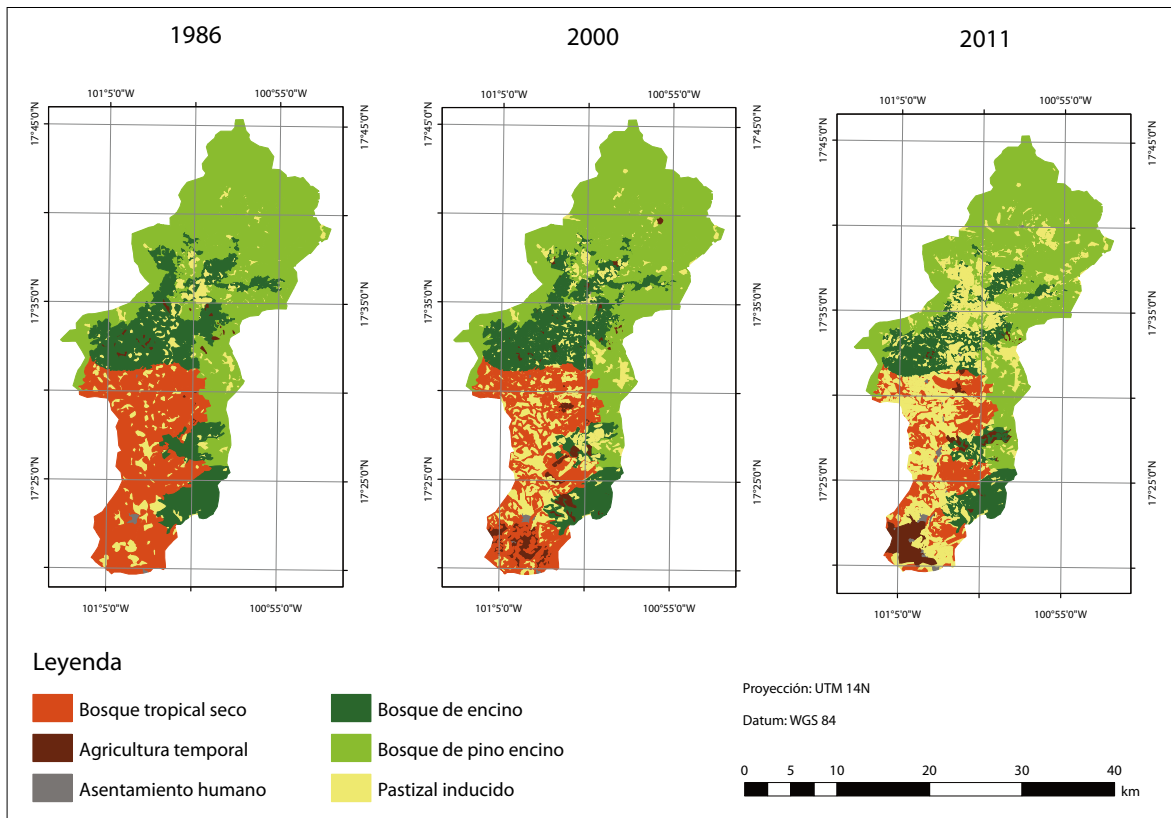 1986
2000
2011
101°5'0"W
100°55'0"W
101°5'0"W
100°55'0"W
101°5'0"W
100°55'0"W
17°45'0"N
17°45'0"N
17°45'0"N
17°45'0"N
17°45'0"N
17°45'0"N
17°35'0"N
17°35'0"N
17°35'0"N
17°35'0"N
17°35'0"N
17°35'0"N
17°25'0"N
17°25'0"N
17°25'0"N
17°25'0"N
17°25'0"N
17°25'0"N
101°5'0"W
100°55'0"W
101°5'0"W
100°55'0"W
101°5'0"W
100°55'0"W
Leyenda
Bosque tropical seco
Agricultura temporal
Asentamiento humano
Bosque de encino
Bosque de pino encino
Pastizal inducido
Proyección: UTM 14N
Datum: WGS 84
0 5 10 20 30 40
km